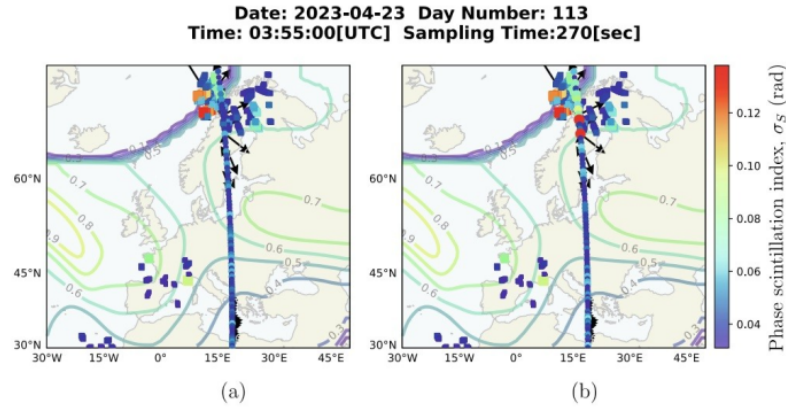 Date: 2023-04-23 Day Number: 113
Time: 03:55:00[UTC] Sampling Time:270[sec]
0.5
0.7
0.8
0.9
0.7
0.6
0.5
0.4
0.3
60°N
45°N
30°N
30°W
15°W
0°
15°E
30°E
45°E
(a)
0.5
0.7
0.8
0.9
0.7
0.6
0.5
0.4
0.3
60°N
45°N
30°N
30°W
15°W
0°
15°E
30°E
45°E
(b)
0.12
0.10
0.08
0.06
0.04
Phase scintillation index, σS (rad)